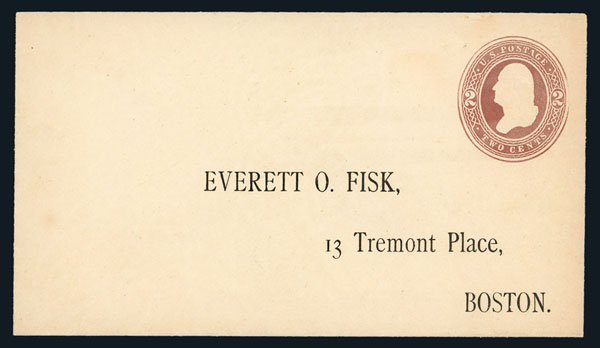 U.S. POSTAGE
2 2
TWO CENTS
EVERETT O. FISK,
13 Tremont Place,
BOSTON.